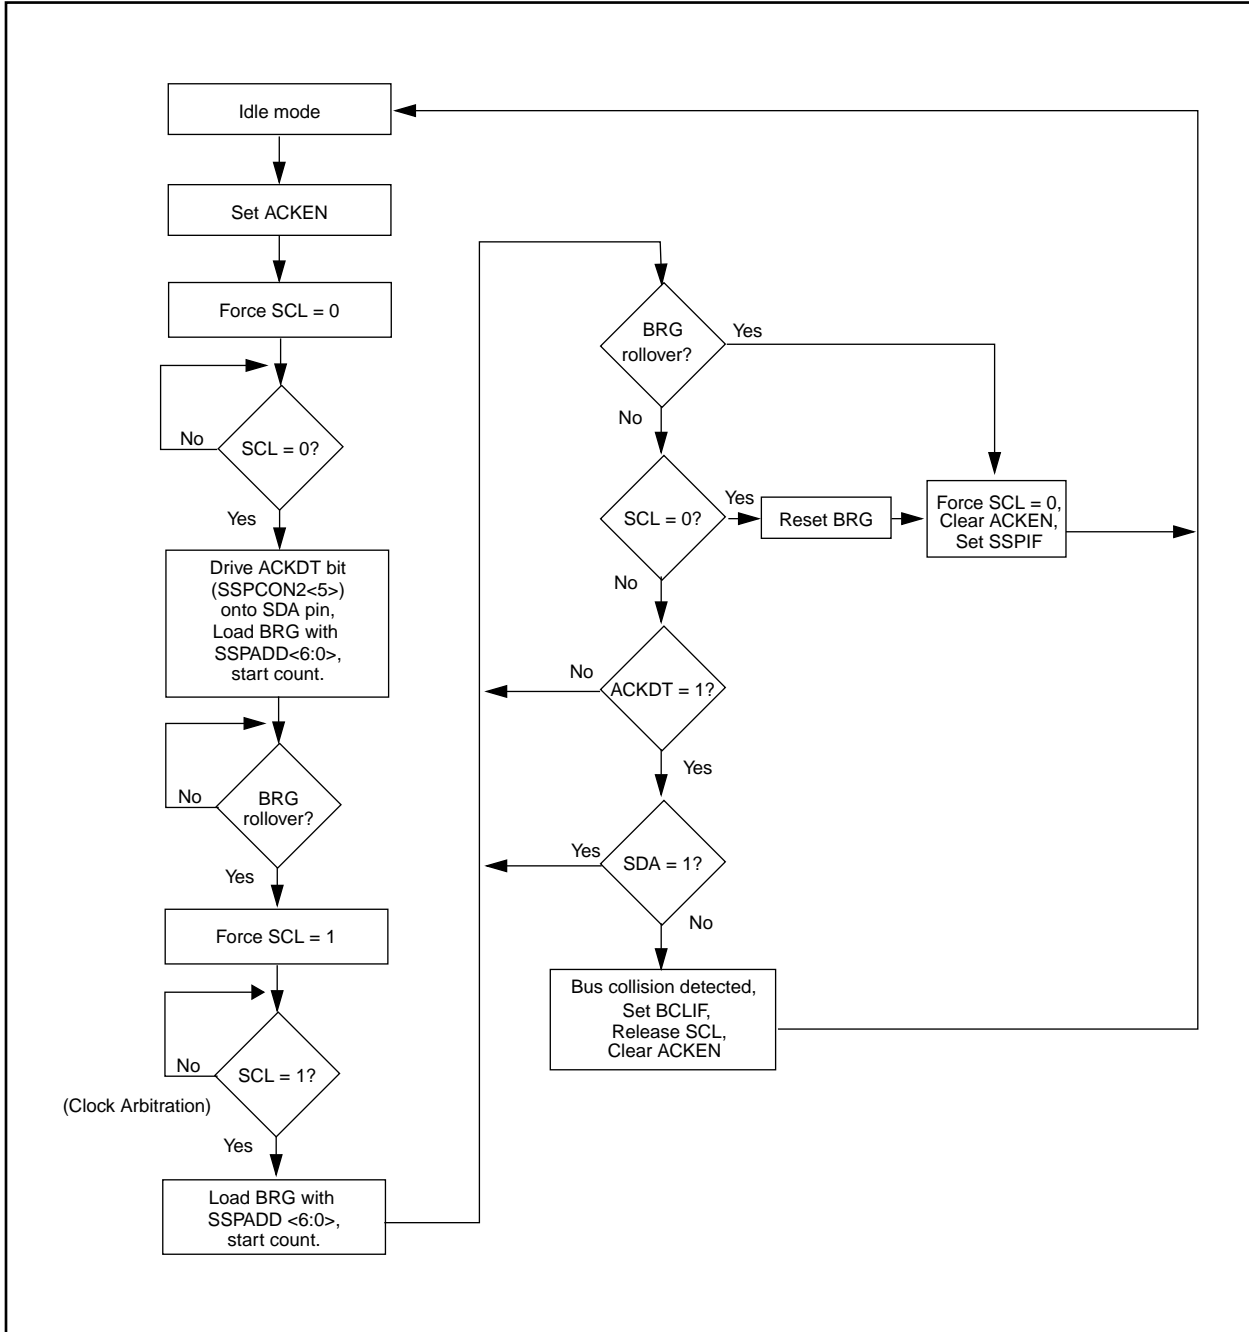 Idle mode
Set ACKEN
Force SCL = 0
No
SCL = 0?
Yes
Drive ACKDT bit
(SSPCON2<5>)
onto SDA pin,
Load BRG with
SSPADD<6:0>,
start count.
No
BRG
rollover?
Yes
Force SCL = 1
No
SCL = 1?
(Clock Arbitration)
Yes
Load BRG with
SSPADD <6:0>,
start count.
BRG
rollover?
Yes
No
SCL = 0?
Yes
Reset BRG
Force SCL = 0,
Clear ACKEN,
Set SSPIF
No
ACKDT = 1?
No
Yes
SDA = 1?
Yes
No
Bus collision detected,
Set BCLIF,
Release SCL,
Clear ACKEN